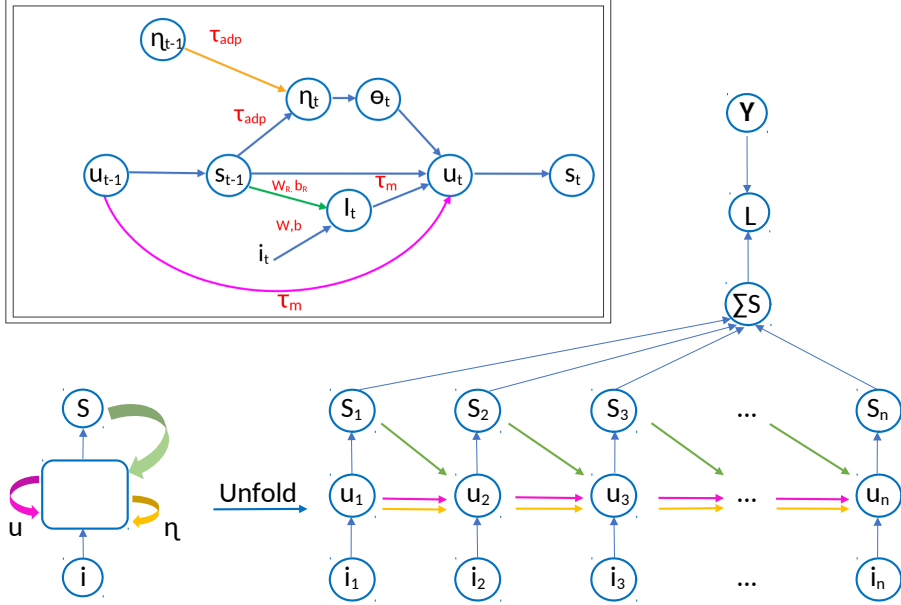 ηt-1
τadp
ηt
ϴt
τadp
ut-1
st-1
WR, bR
τm
ut
st
It
W,b
it
τm
Y
L
∑S
S
u
η
i
Unfold
S1
S2
S3
...
Sn
u1
u2
u3
...
un
i1
i2
i3
...
in